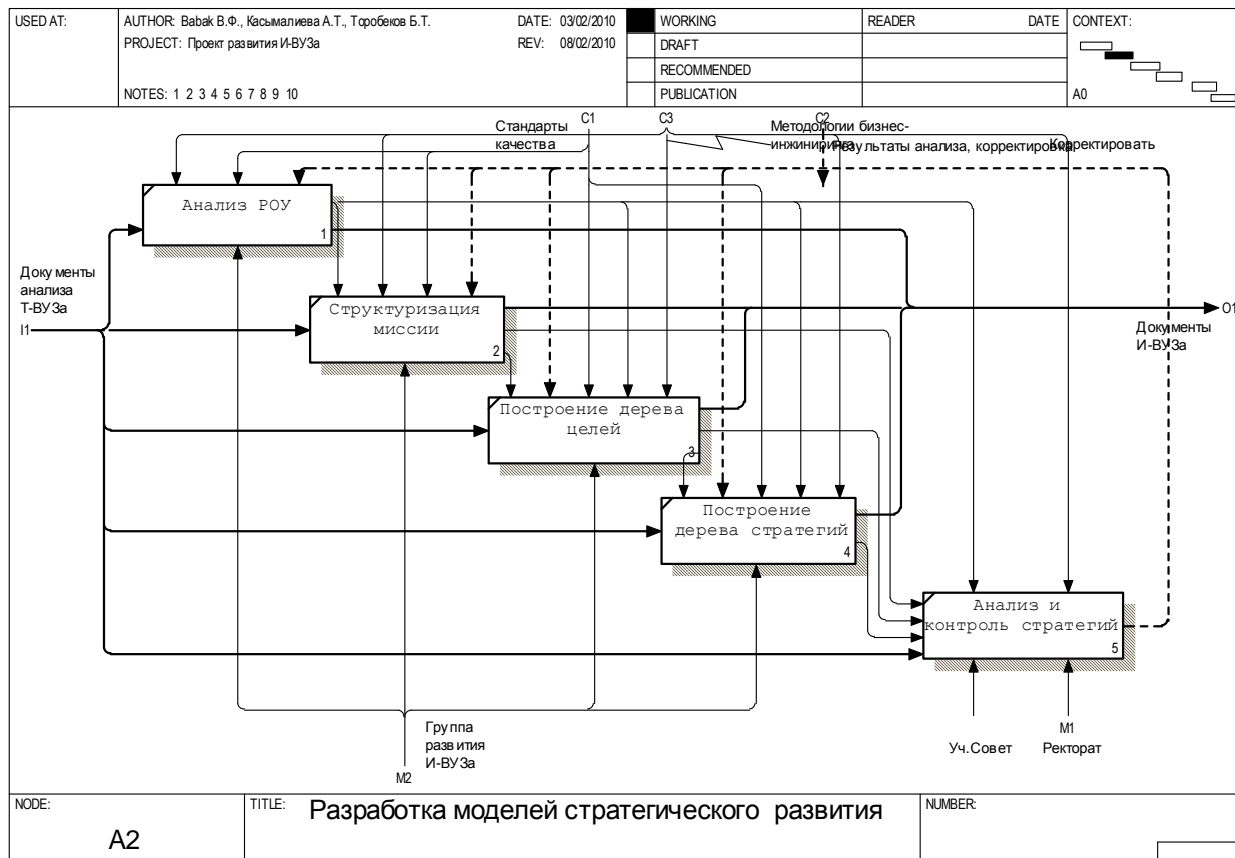 USED AT:
AUTHOR: Babak В.Ф., Касымалиева А.Т., Торобеков Б.Т.
DATE: 03/02/2010
PROJECT: Проект развития И-ВУЗа
REV: 08/02/2010
NOTES: 1 2 3 4 5 6 7 8 9 10
WORKING
DRAFT
RECOMMENDED
PUBLICATION
READER
DATE
CONTEXT:
A0
C1
C3
C2
Стандарты
качества
Методологии бизнес-
инжиниринга
Результаты анализа, корректировка
Корректировать
Анализ РОУ
1
Документы
анализа
Т-ВУЗа
I1
Структуризация
миссии
2
O1
Документы
И-ВУЗа
Построение дерева
целей
3
Построение
дерева стратегий
4
Анализ и
контроль стратегий
5
Группа
развития
И-ВУЗа
M2
Уч.Совет
M1
Ректорат
NODE:
A2
TITLE:
Разработка моделей стратегического развития
NUMBER: